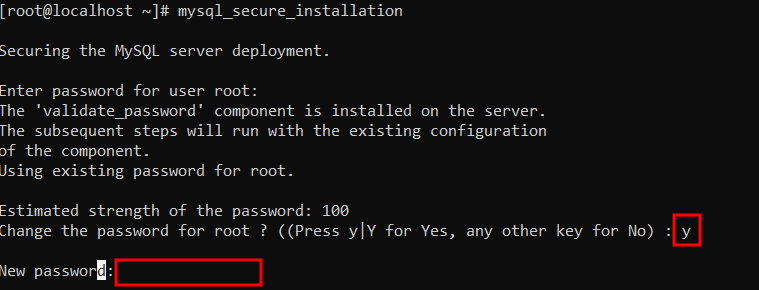 [root@localhost ~]# mysql_secure_installation
Securing the MySQL server deployment.
Enter password for user root:
The 'validate_password' component is installed on the server.
The subsequent steps will run with the existing configuration
of the component.
Using existing password for root.
Estimated strength of the password: 100
Change the password for root ? ((Press y|Y for Yes, any other key for No) : y
New password: